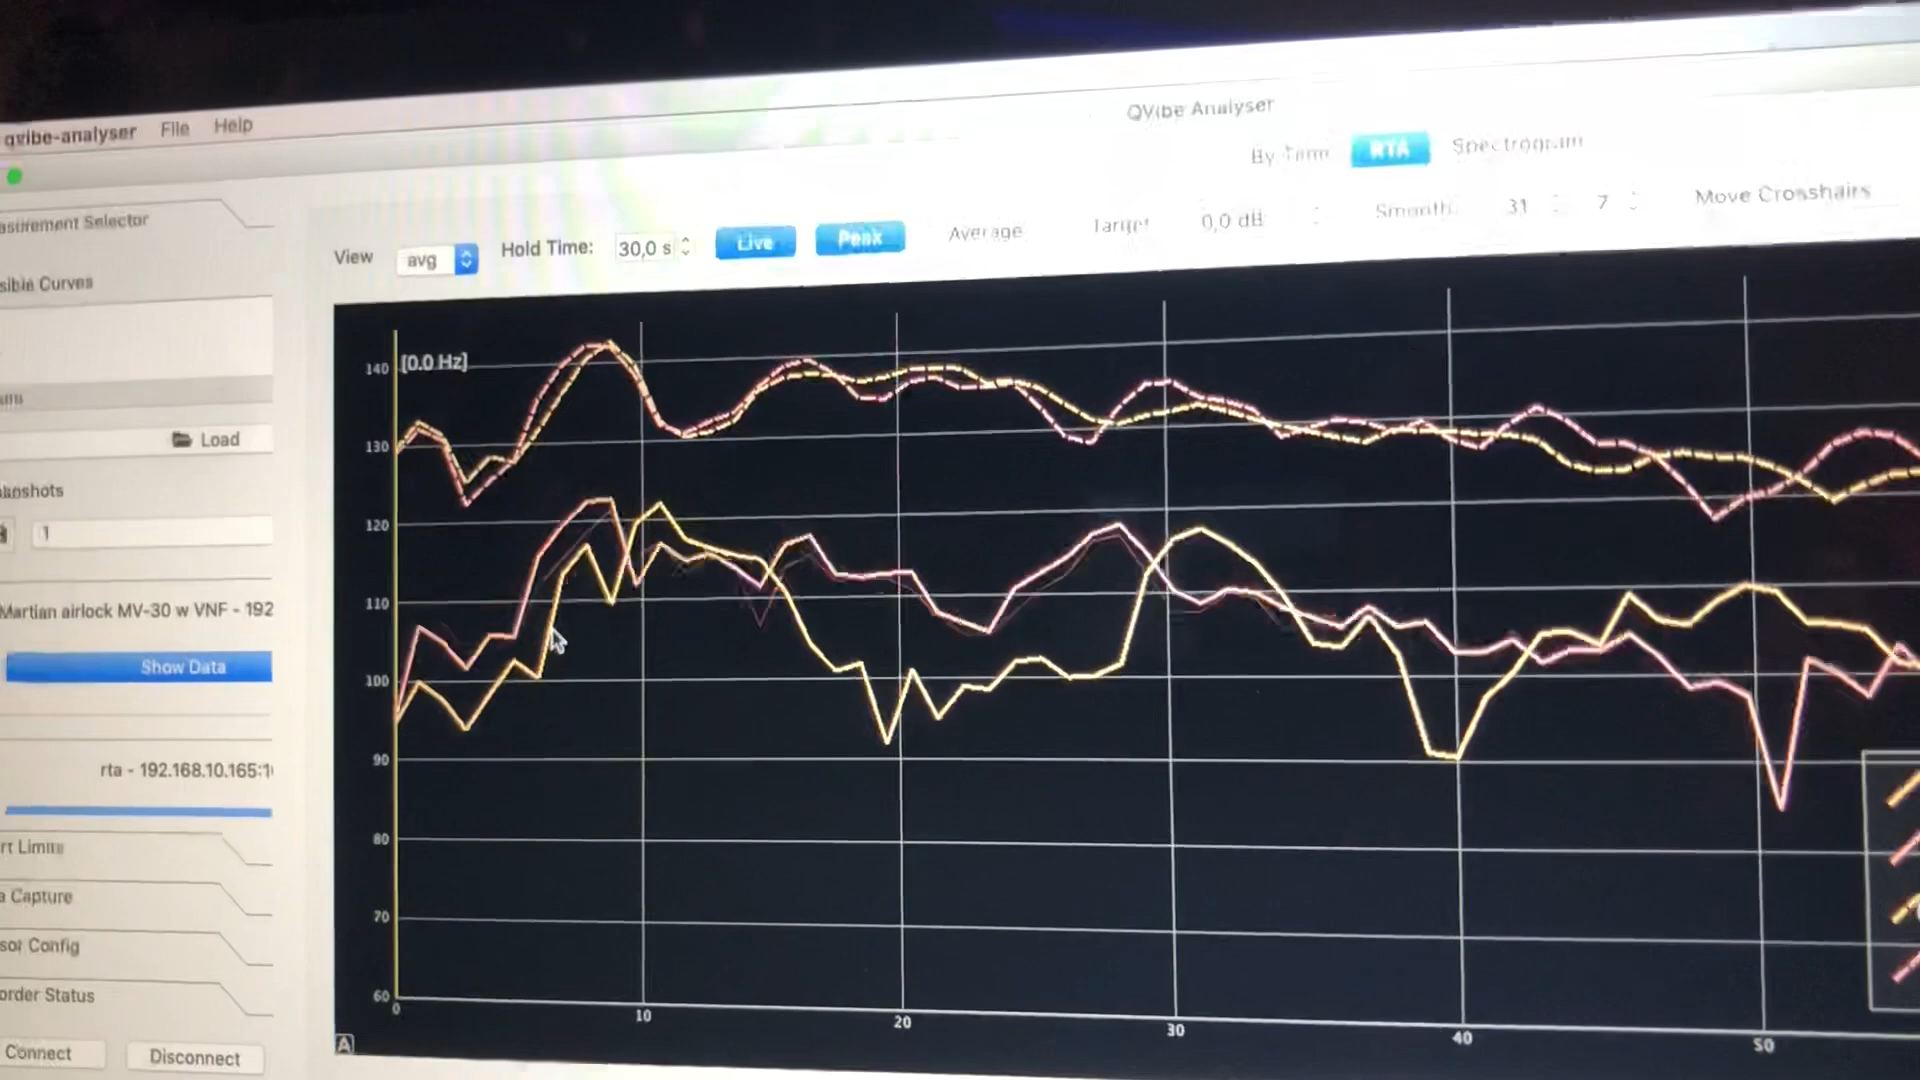 qvibe-analyser File Help
QVibe Analyser
By Time RTA Spectrogram
asurement Selector
View avg Hold Time: 30,0 s Live Peak Average Target 0,0 dB Smooth 31 7 Move Crosshairs
sible Curves
[0.0 Hz]
140
130
120
110
100
90
80
70
60
0 10 20 30 40 50
A
Load
1
Martian airlock MV-30 w VNF - 192
Show Data
rta - 192.168.10.165:1
rt Limits
a Capture
sor Config
order Status
Connect Disconnect